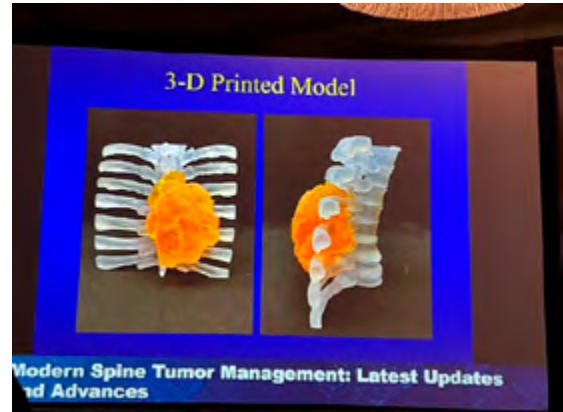 3-D Printed Model
Modern Spine Tumor Management: Latest Updates
nd Advances